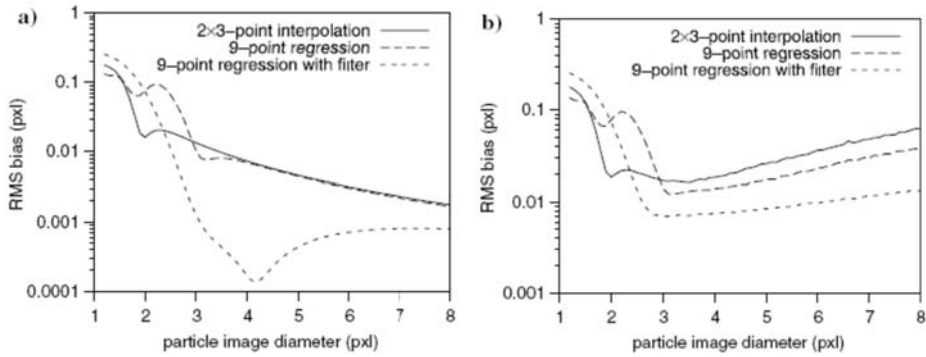 a)
2×3–point interpolation
9–point regression
9–point regression with filter
RMS bias (pxl)
1
0.1
0.01
0.001
0.0001
1 2 3 4 5 6 7 8
particle image diameter (pxl)
b)
2×3–point interpolation
9–point regression
9–point regression with filter
RMS bias (pxl)
1
0.1
0.01
0.001
1 2 3 4 5 6 7 8
particle image diameter (pxl)